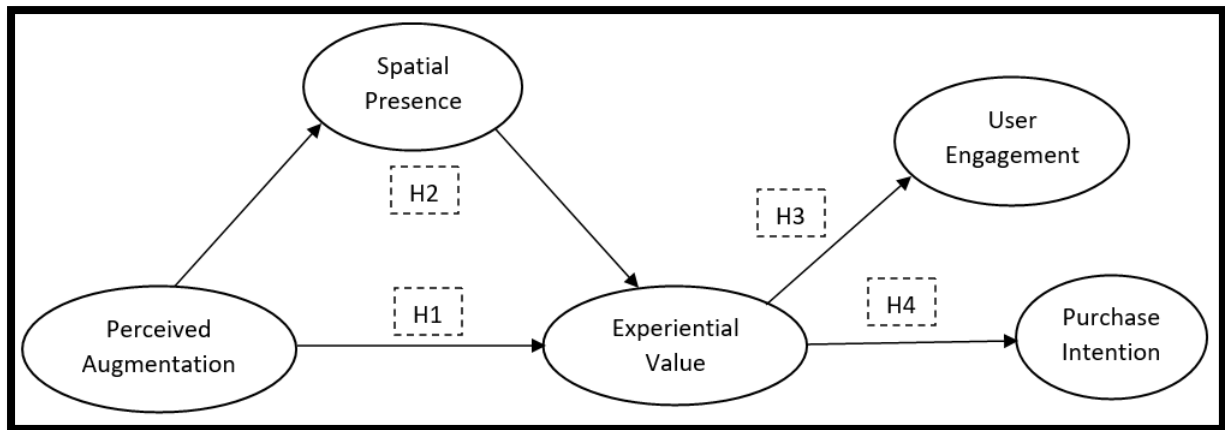 Spatial
Presence
User
Engagement
H2
H3
H1
H4
Perceived
Augmentation
Experiential
Value
Purchase
Intention